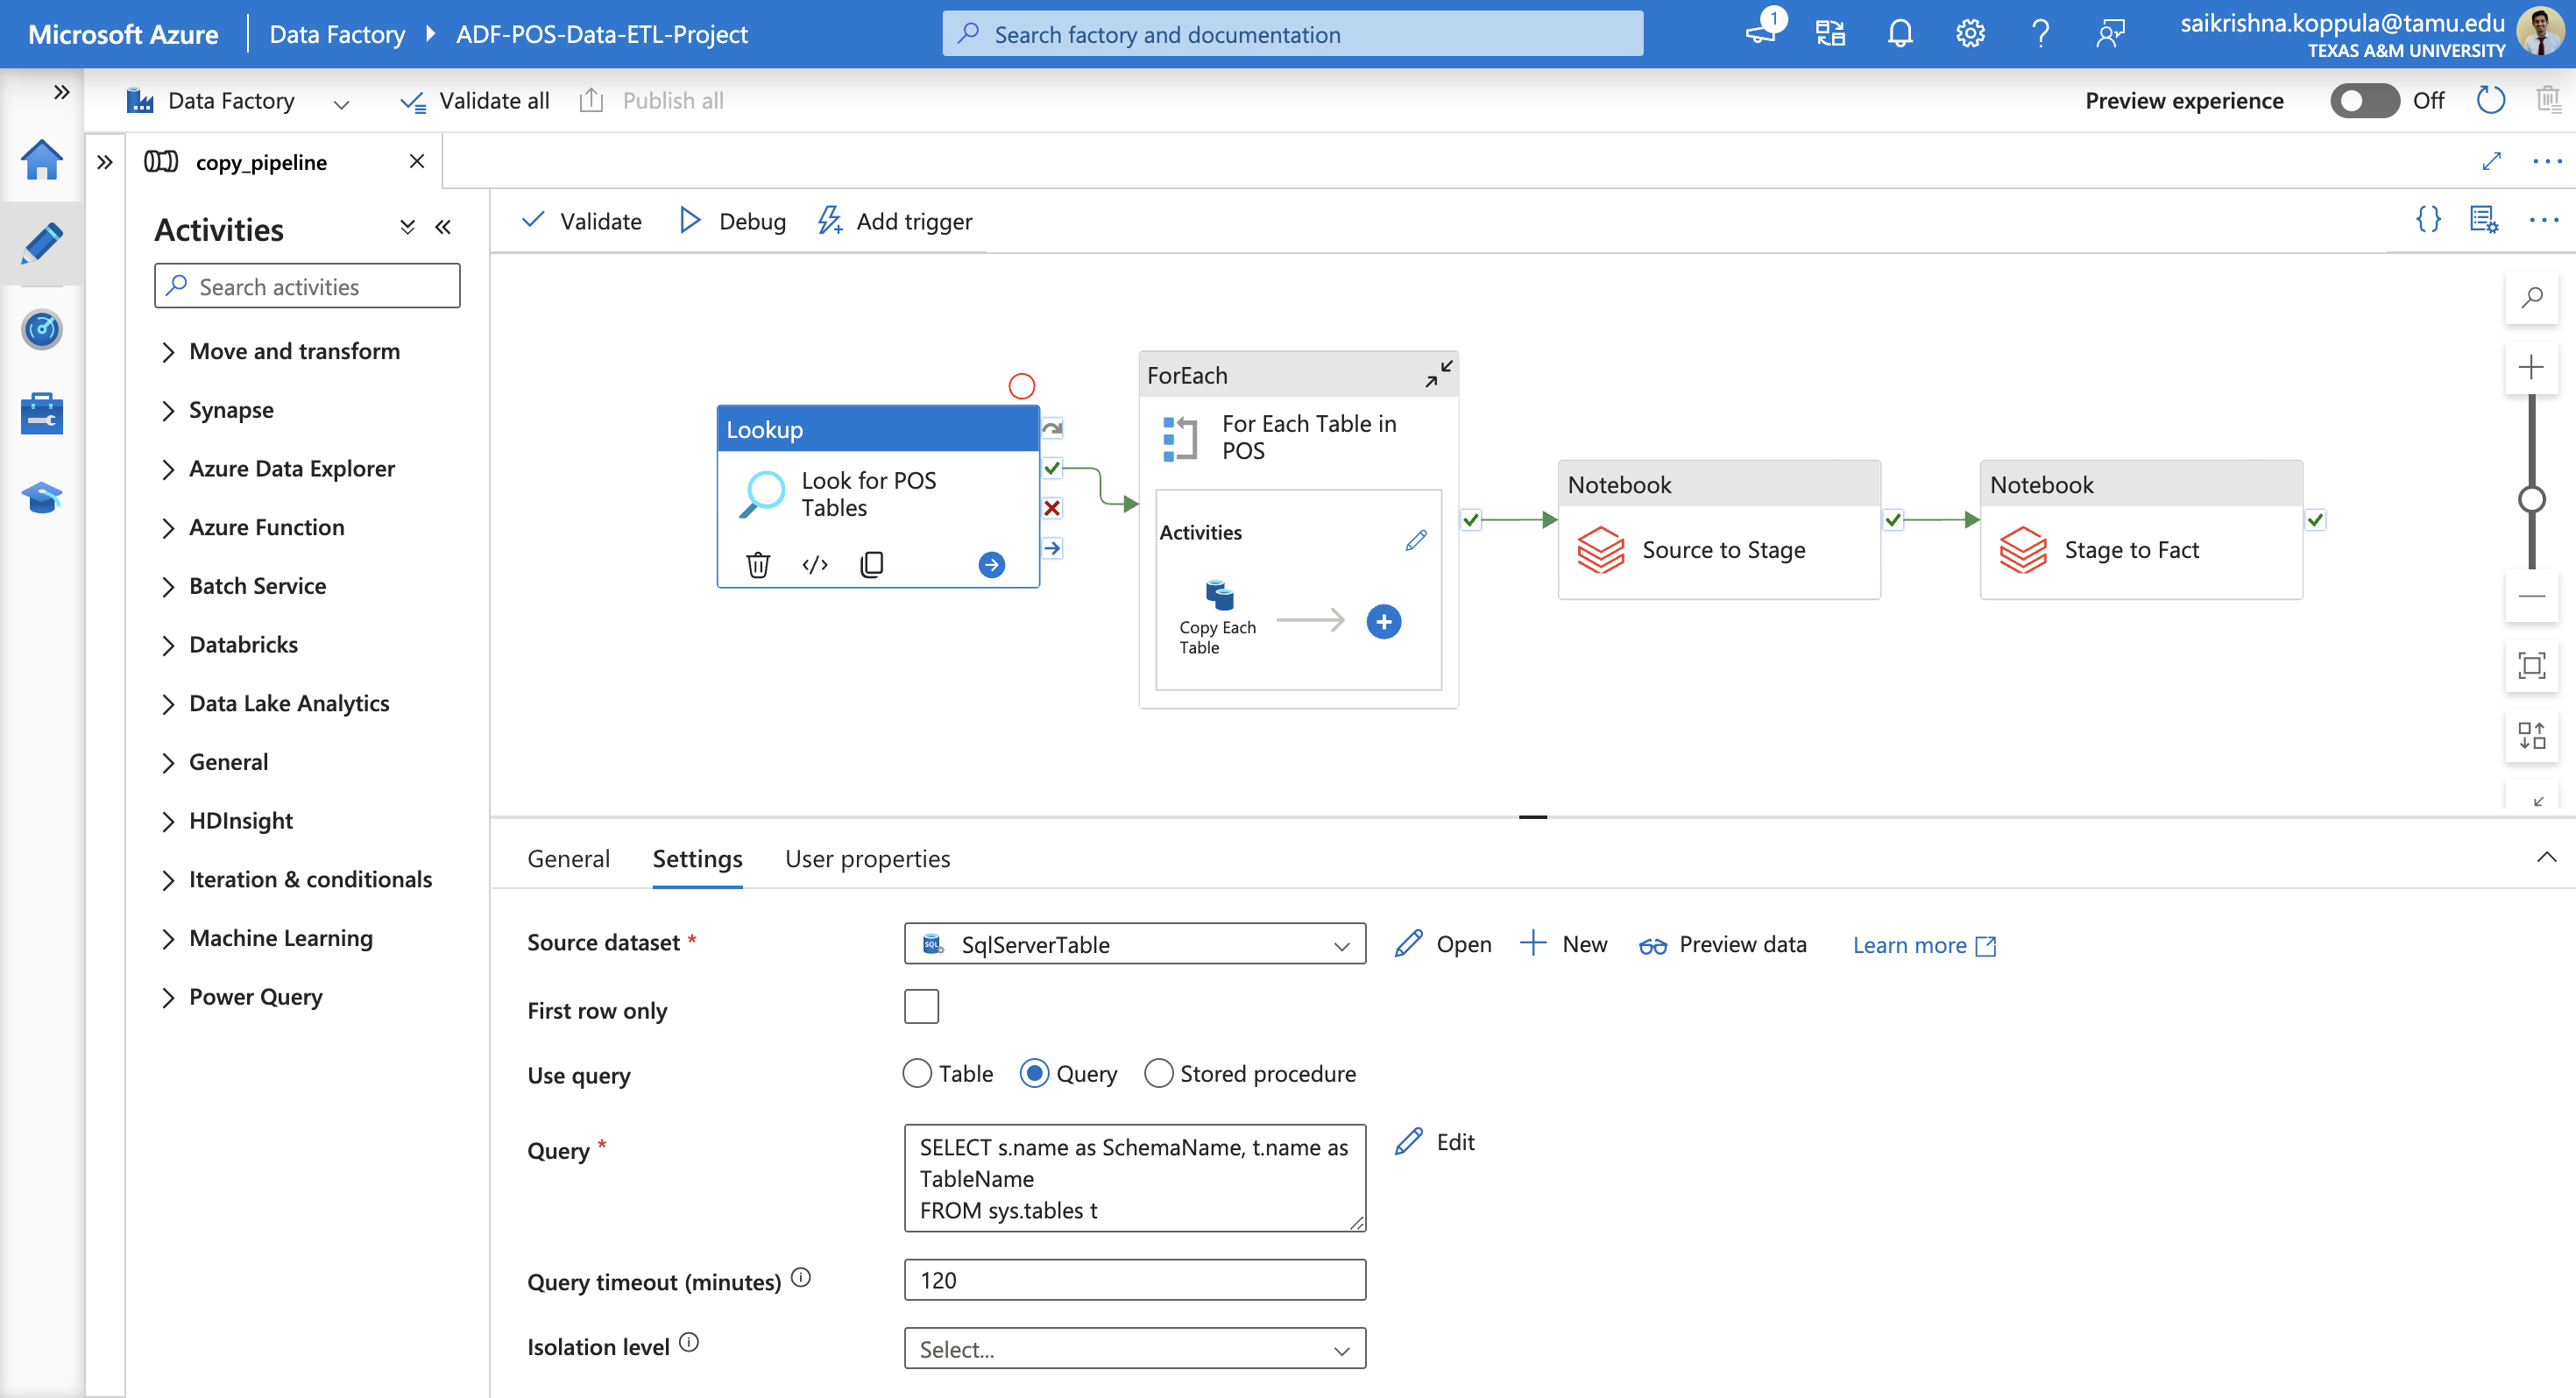 Microsoft Azure
Data Factory
ADF-POS-Data-ETL-Project
Search factory and documentation
1
saikrishna.koppula@tamu.edu
TEXAS A&M UNIVERSITY
Data Factory
Validate all
Publish all
Preview experience
Off
copy_pipeline
Activities
Search activities
Move and transform
Synapse
Azure Data Explorer
Azure Function
Batch Service
Databricks
Data Lake Analytics
General
HDInsight
Iteration & conditionals
Machine Learning
Power Query
Validate
Debug
Add trigger
Lookup
Look for POS
Tables
ForEach
For Each Table in
POS
Activities
Copy Each
Table
Notebook
Source to Stage
Notebook
Stage to Fact
General
Settings
User properties
Source dataset *
SQL
SqlServerTable
Open
New
Preview data
Learn more
First row only
Use query
Table
Query
Stored procedure
Query *
SELECT s.name as SchemaName, t.name as
TableName
FROM sys.tables t
Edit
Query timeout (minutes)
120
Isolation level
Select...